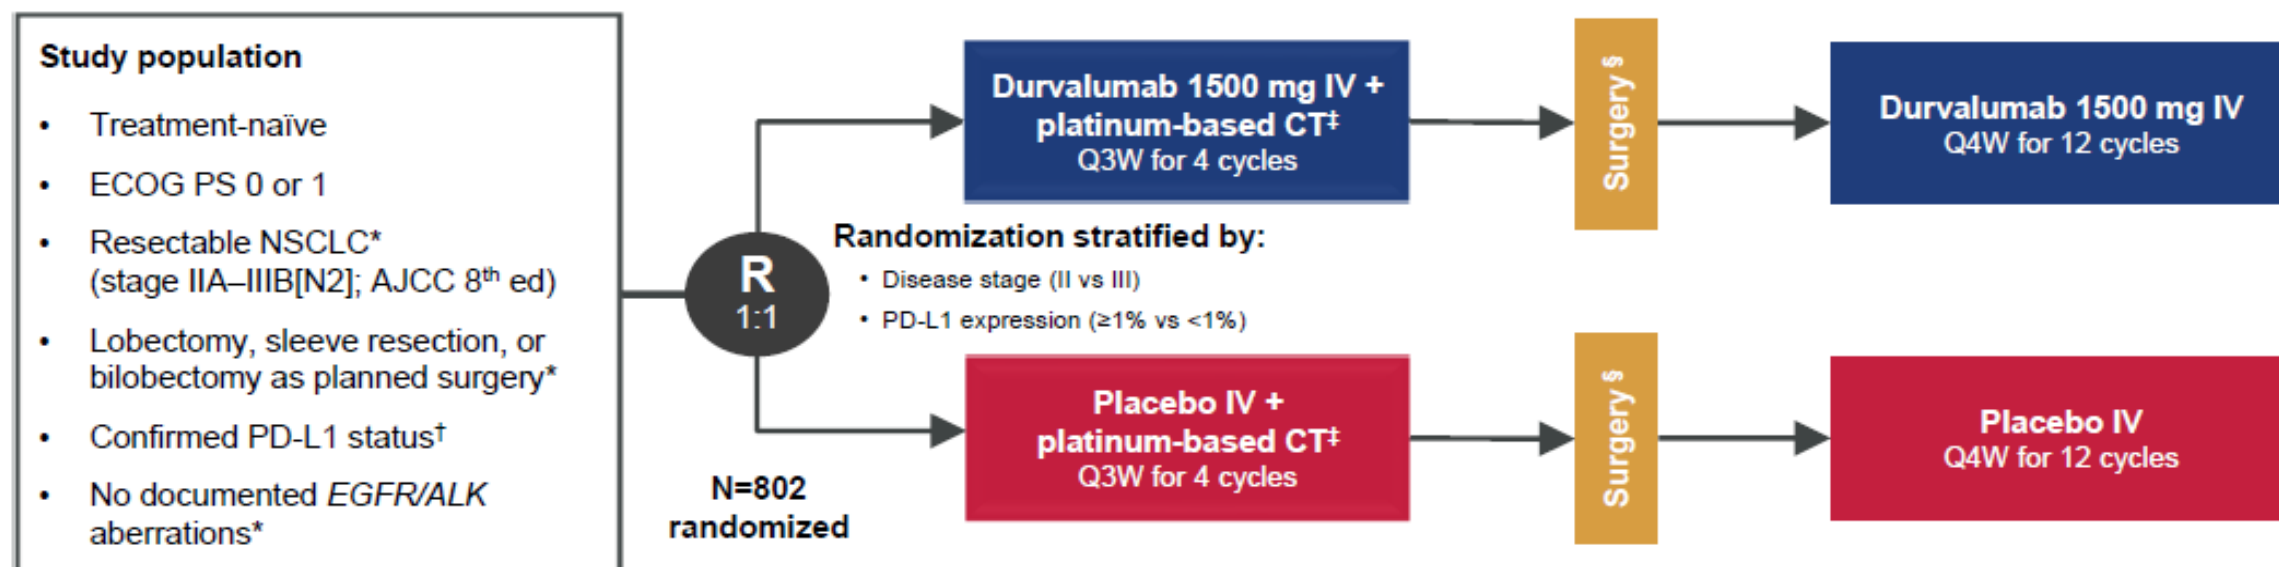 Study population
• Treatment-naïve
• ECOG PS 0 or 1
• Resectable NSCLC*
(stage IIA–IIIB[N2]; AJCC 8th ed)
• Lobectomy, sleeve resection, or
bilobectomy as planned surgery*
• Confirmed PD-L1 status†
• No documented EGFR/ALK
aberrations*
R
1:1
N=802
randomized
Randomization stratified by:
• Disease stage (II vs III)
• PD-L1 expression (≥1% vs <1%)
Durvalumab 1500 mg IV +
platinum-based CT‡
Q3W for 4 cycles
Surgery§
Durvalumab 1500 mg IV
Q4W for 12 cycles
Placebo IV +
platinum-based CT‡
Q3W for 4 cycles
Surgery§
Placebo IV
Q4W for 12 cycles